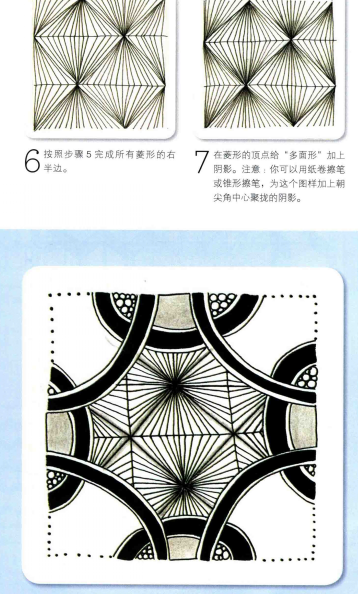 6 按照步骤 5 完成所有菱形的右
半边。
7 在菱形的顶点给“多面形”加上
阴影。注意：你可以用纸卷擦笔
或锥形擦笔，为这个图样加上朝
尖角中心聚拢的阴影。